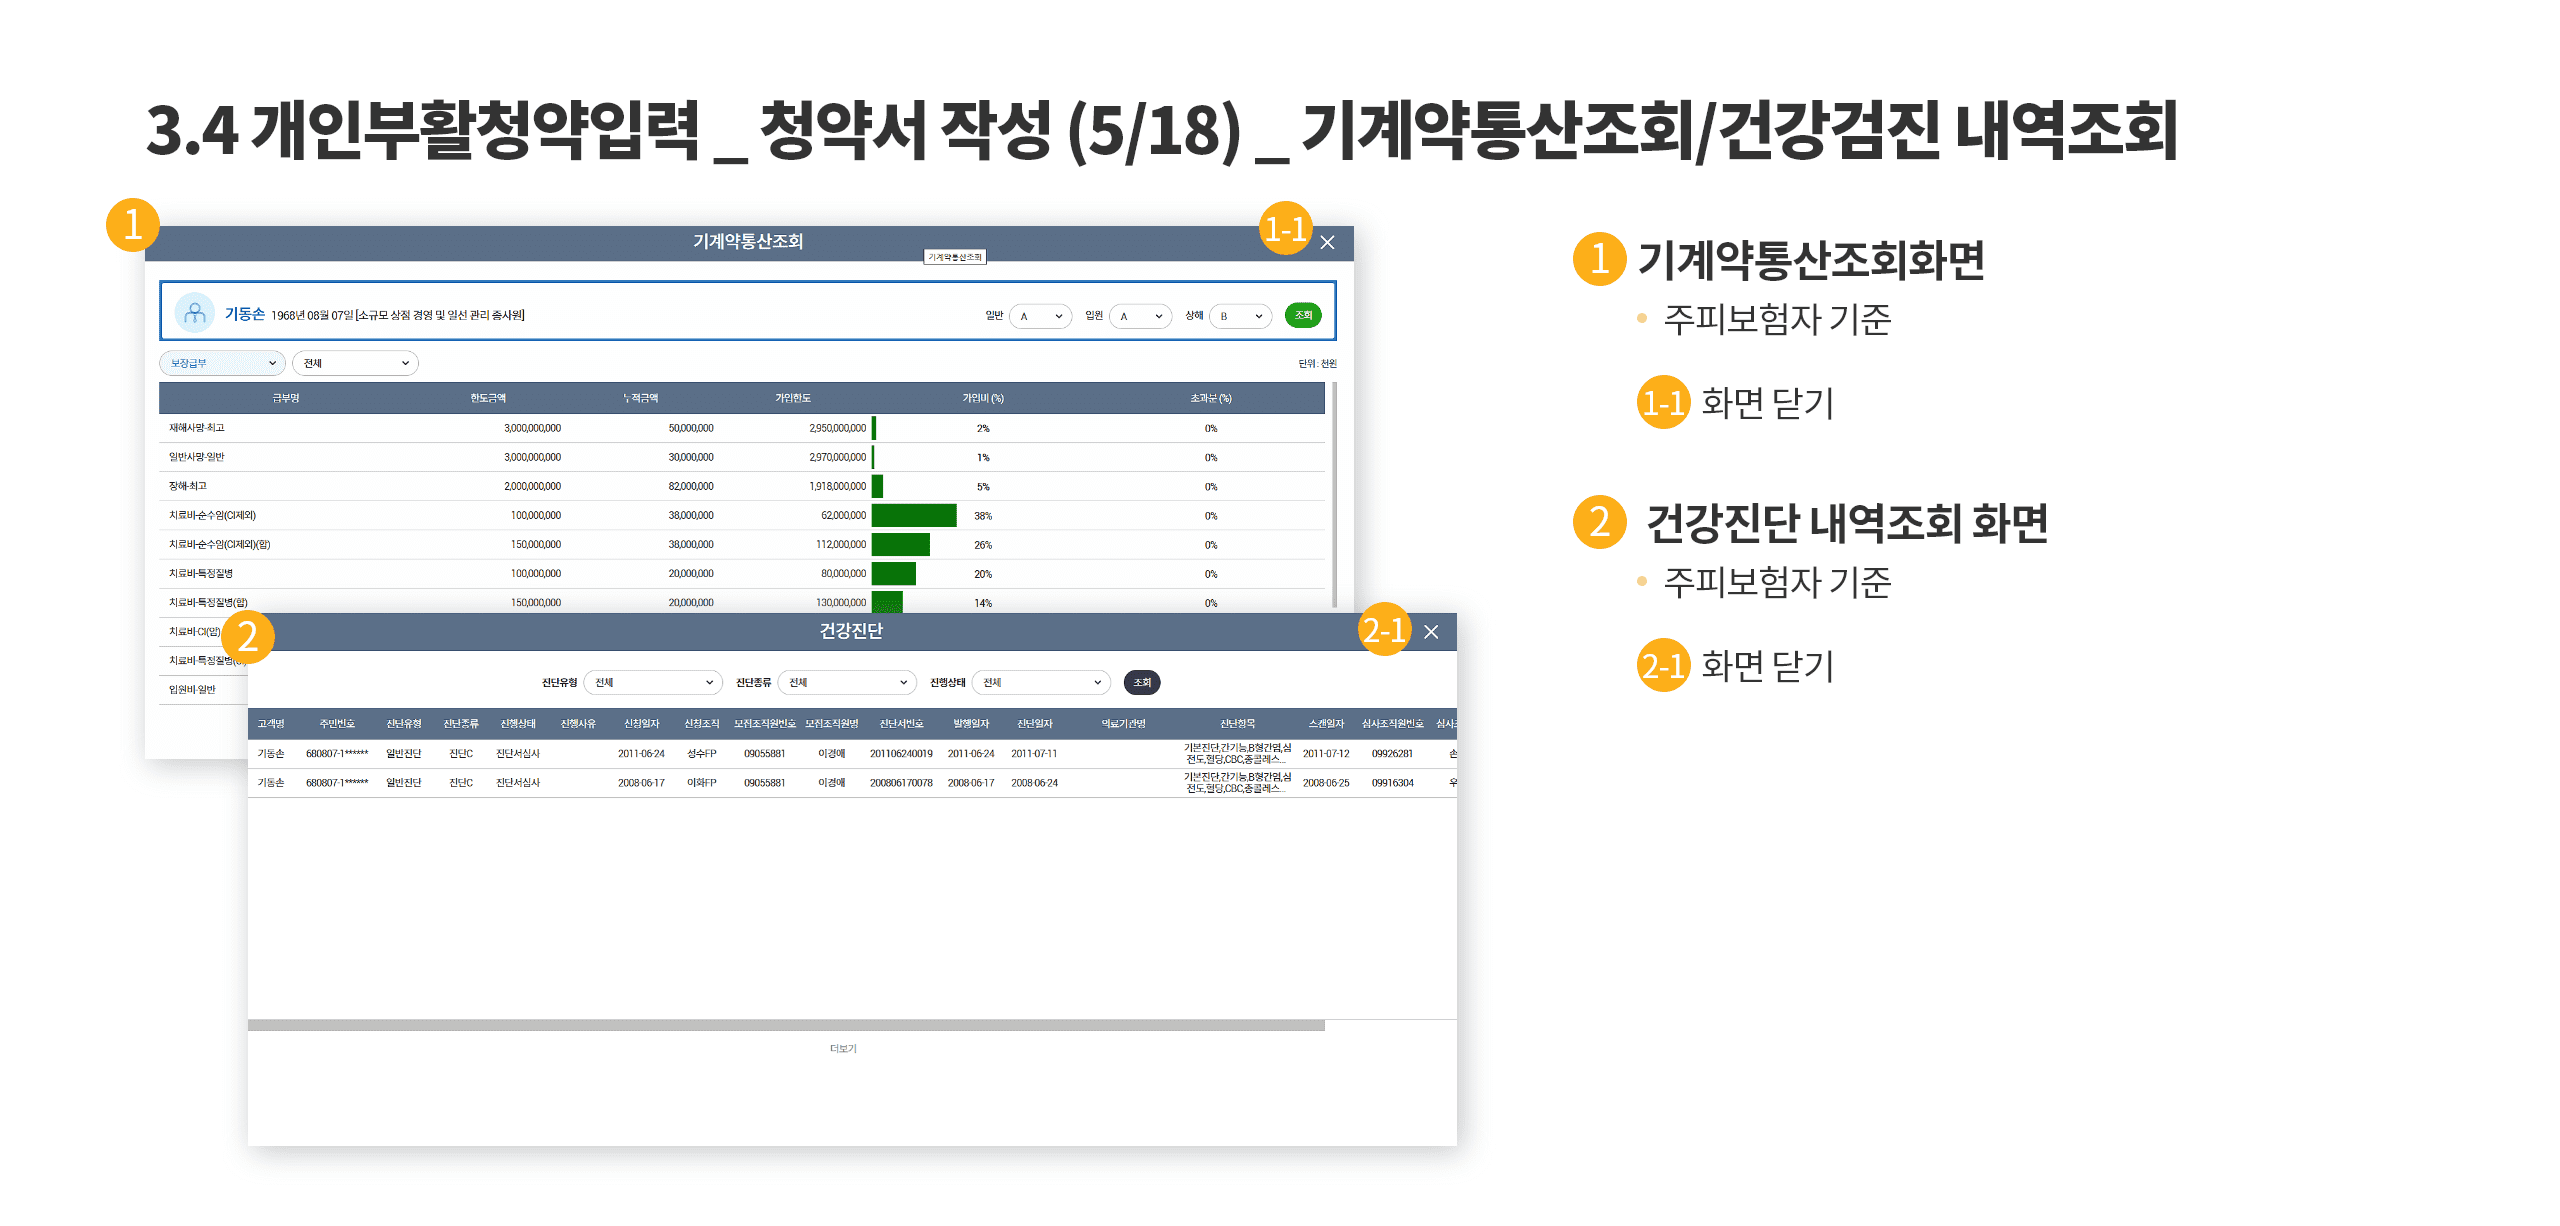 3.4 개인부활청약입력 _ 청약서 작성 (5/18) _ 기계약통산조회/건강검진 내역조회
1
기계약통산조회
1-1
기계약통산조회
기동손 1968년 08월 07일 [소규모 상점 경영 및 일선 관리 종사원]
일반 A 입원 A 상해 B 조회
보장급부 전체
단위 : 천원
급부명 한도금액 누적금액 가입한도 가입비 (%) 초과분 (%)
재해사망-최고 3,000,000,000 50,000,000 2,950,000,000 2% 0%
일반사망-일반 3,000,000,000 30,000,000 2,970,000,000 1% 0%
장해-최고 2,000,000,000 82,000,000 1,918,000,000 5% 0%
치료비-순수암(CI제외) 100,000,000 38,000,000 62,000,000 38% 0%
치료비-순수암(CI제외)(합) 150,000,000 38,000,000 112,000,000 26% 0%
치료비-특정질병 100,000,000 20,000,000 80,000,000 20% 0%
치료비-특정질병(합) 150,000,000 20,000,000 130,000,000 14% 0%
치료비-CI(암)
치료비-특정질병
입원비-일반
2
건강진단
2-1
진단유형 전체 진단종류 전체 진행상태 전체 조회
고객명 주민번호 진단유형 진단종류 진행상태 진행사유 신청일자 신청조직 모집조직원번호 모집조직원명 진단서번호 발행일자 진단일자 의료기관명 진단항목 스캔일자 심사조직원번호 심사
기동손 680807-1****** 일반진단 진단C 진단서심사 2011-06-24 성수FP 09055881 이경애 201106240019 2011-06-24 2011-07-11 기본진단,간기능,B형간염,심 2011-07-12 09926281 손
전도,혈당,CBC,총콜레스...
기동손 680807-1****** 일반진단 진단C 진단서심사 2008-06-17 이화FP 09055881 이경애 200806170078 2008-06-17 2008-06-24 기본진단,간기능,B형간염,심 2008-06-25 09916304 우
전도,혈당,CBC,총콜레스...
더보기
1 기계약통산조회화면
• 주피보험자 기준
1-1 화면 닫기
2 건강진단 내역조회 화면
• 주피보험자 기준
2-1 화면 닫기